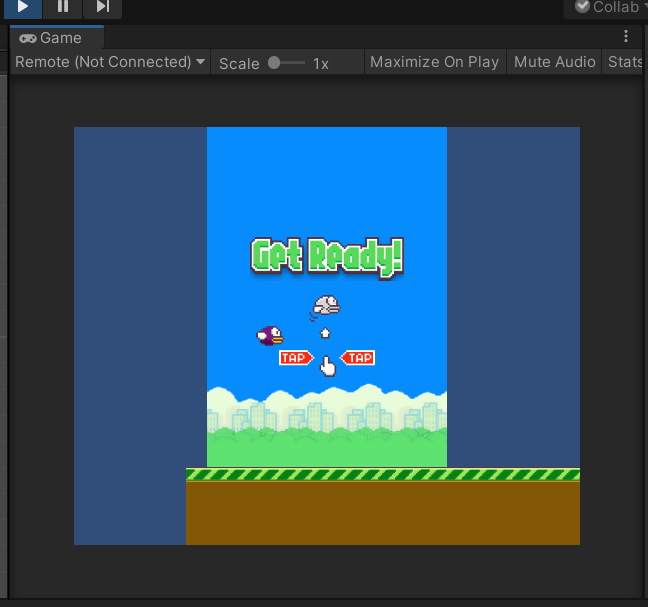 Collab
Game
Remote (Not Connected) Scale 1x Maximize On Play Mute Audio Stats
Get Ready!
TAP TAP